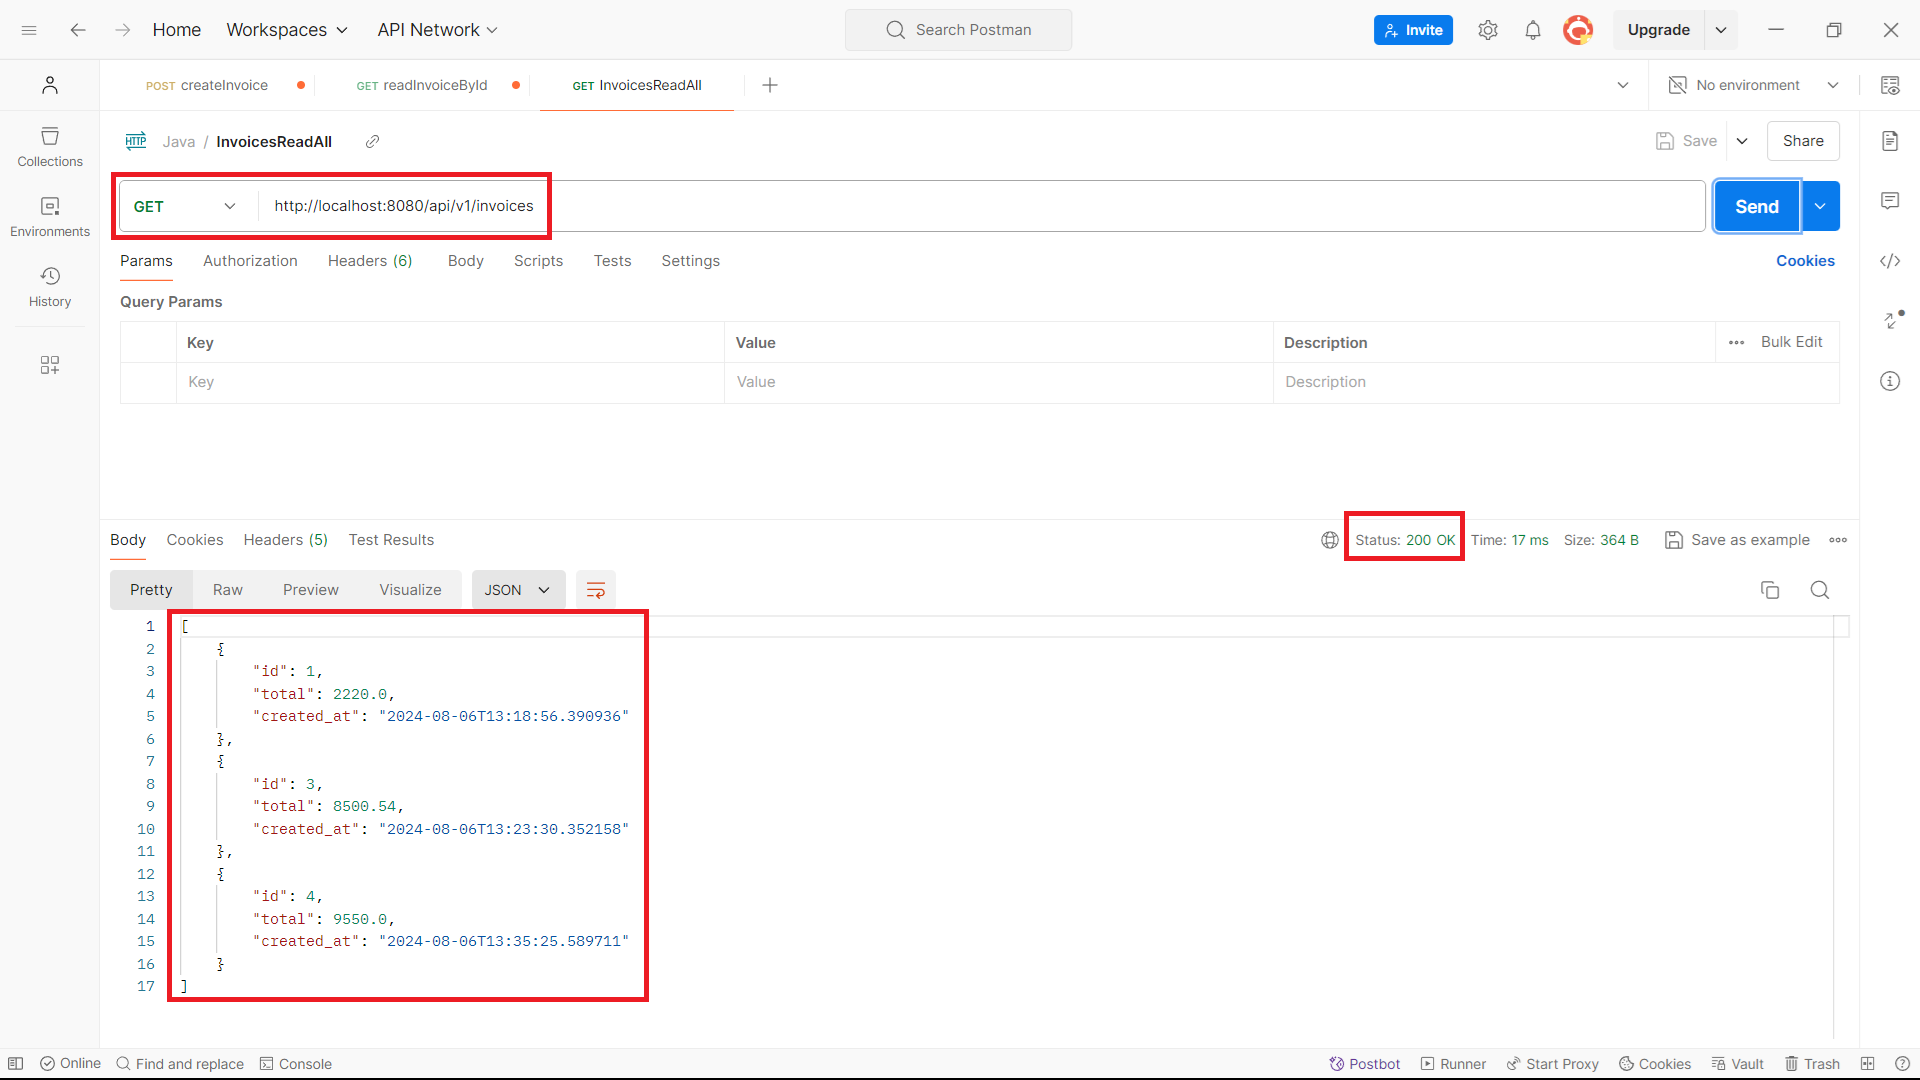 Home Workspaces API Network Search Postman Invite Upgrade
POST createInvoice GET readInvoiceById GET InvoicesReadAll No environment
HTTP Java / InvoicesReadAll Save Share
Collections
GET http://localhost:8080/api/v1/invoices Send
Environments
Params Authorization Headers (6) Body Scripts Tests Settings Cookies
History
Query Params
Key Value Description Bulk Edit
Key Value Description
Body Cookies Headers (5) Test Results Status: 200 OK Time: 17 ms Size: 364 B Save as example
Pretty Raw Preview Visualize JSON
1 [
2 {
3 "id": 1,
4 "total": 2220.0,
5 "created_at": "2024-08-06T13:18:56.390936"
6 },
7 {
8 "id": 3,
9 "total": 8500.54,
10 "created_at": "2024-08-06T13:23:30.352158"
11 },
12 {
13 "id": 4,
14 "total": 9550.0,
15 "created_at": "2024-08-06T13:35:25.589711"
16 }
17 ]
Online Find and replace Console Postbot Runner Start Proxy Cookies Vault Trash